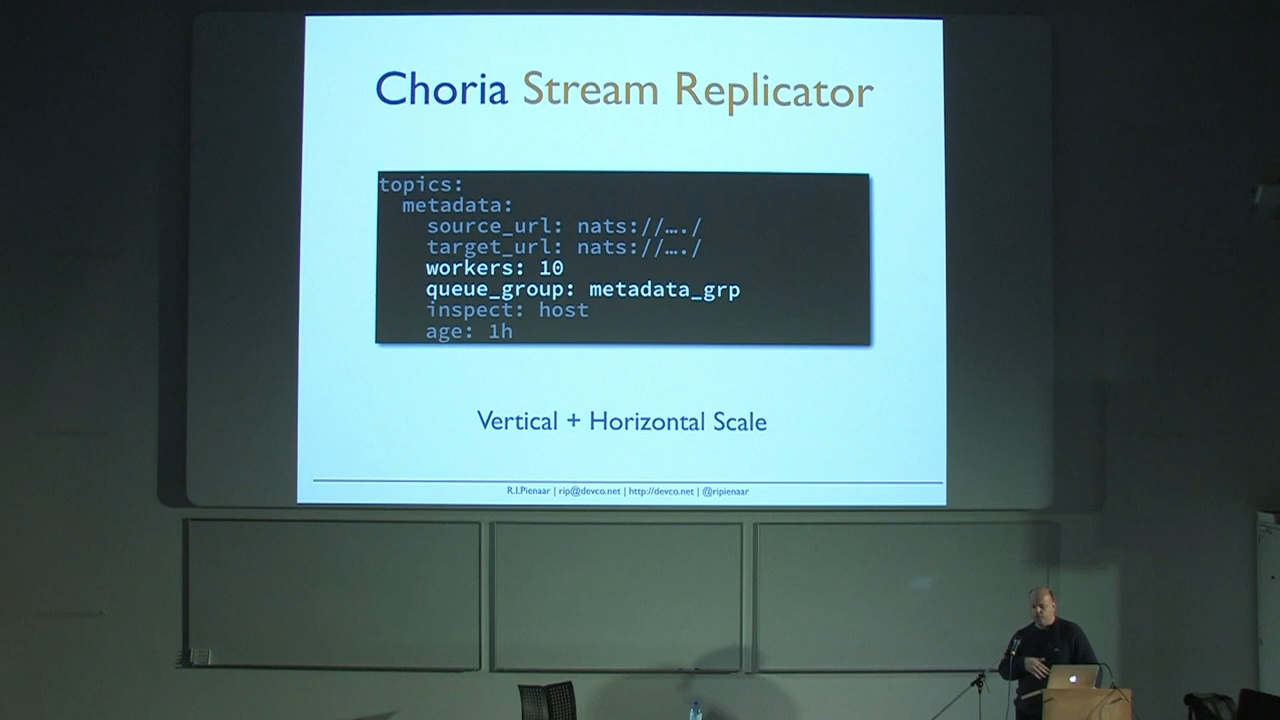 Choria Stream Replicator
topics:
metadata:
source_url: nats://…./
target_url: nats://…./
workers: 10
queue_group: metadata_grp
inspect: host
age: 1h
Vertical + Horizontal Scale
R.I.Pienaar | rip@devco.net | http://devco.net | @ripienaar